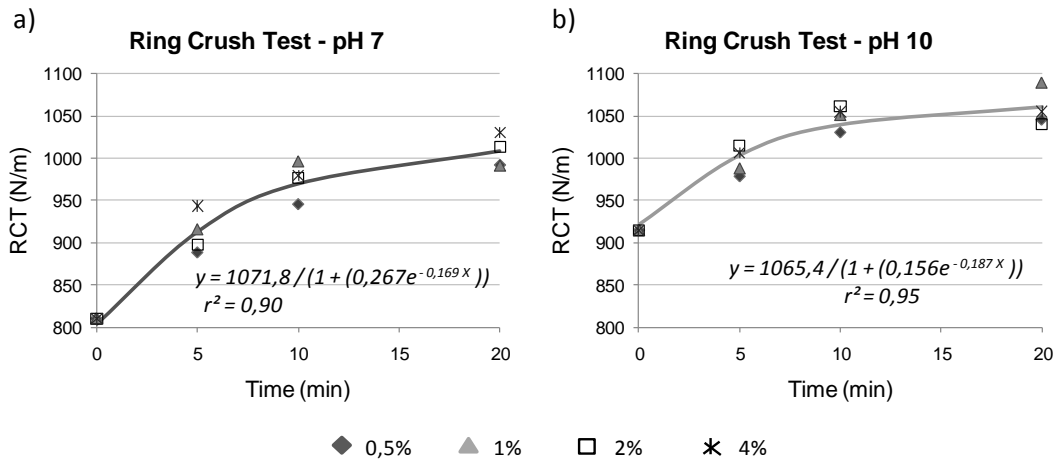 a)
Ring Crush Test - pH 7
1100
1050
1000
950
900
850
800
RCT (N/m)
y = 1071,8 / (1 + (0,267e^- 0,169 X ))
r² = 0,90
0 5 10 15 20
Time (min)
b)
Ring Crush Test - pH 10
1100
1050
1000
950
900
850
800
RCT (N/m)
y = 1065,4 / (1 + (0,156e^- 0,187 X ))
r² = 0,95
0 5 10 15 20
Time (min)
0,5% 1% 2% 4%